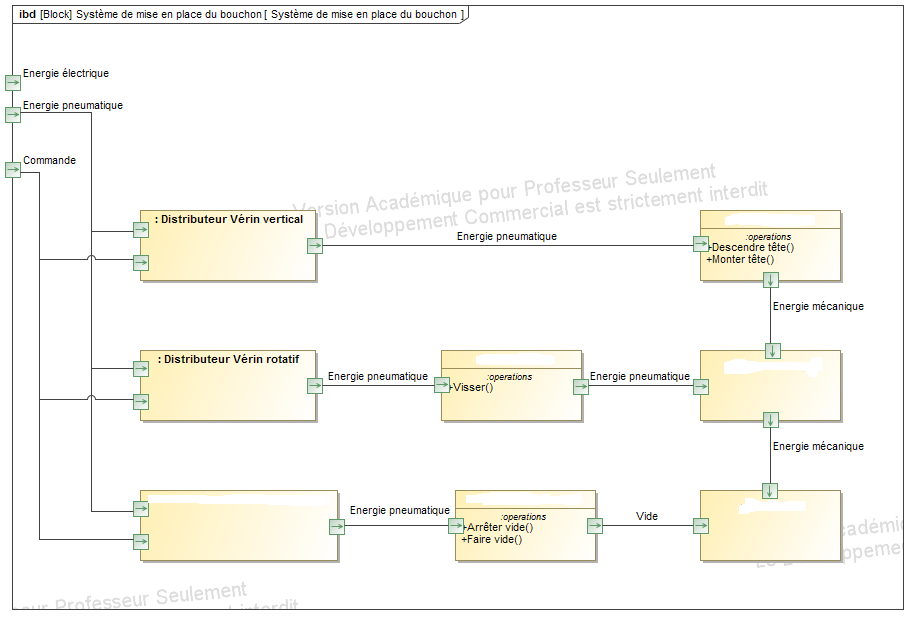 ibd [Block] Système de mise en place du bouchon [ Système de mise en place du bouchon ]
Energie électrique
Energie pneumatique
Commande
Version Académique pour Professeur Seulement
Développement Commercial est strictement interdit
: Distributeur Vérin vertical
Energie pneumatique
:operations
+Descendre tête()
+Monter tête()
Energie mécanique
: Distributeur Vérin rotatif
Energie pneumatique
:operations
+Visser()
Energie pneumatique
Energie mécanique
Energie pneumatique
:operations
+Arrêter vide()
+Faire vide()
Vide
pour Professeur Seulement
interdit